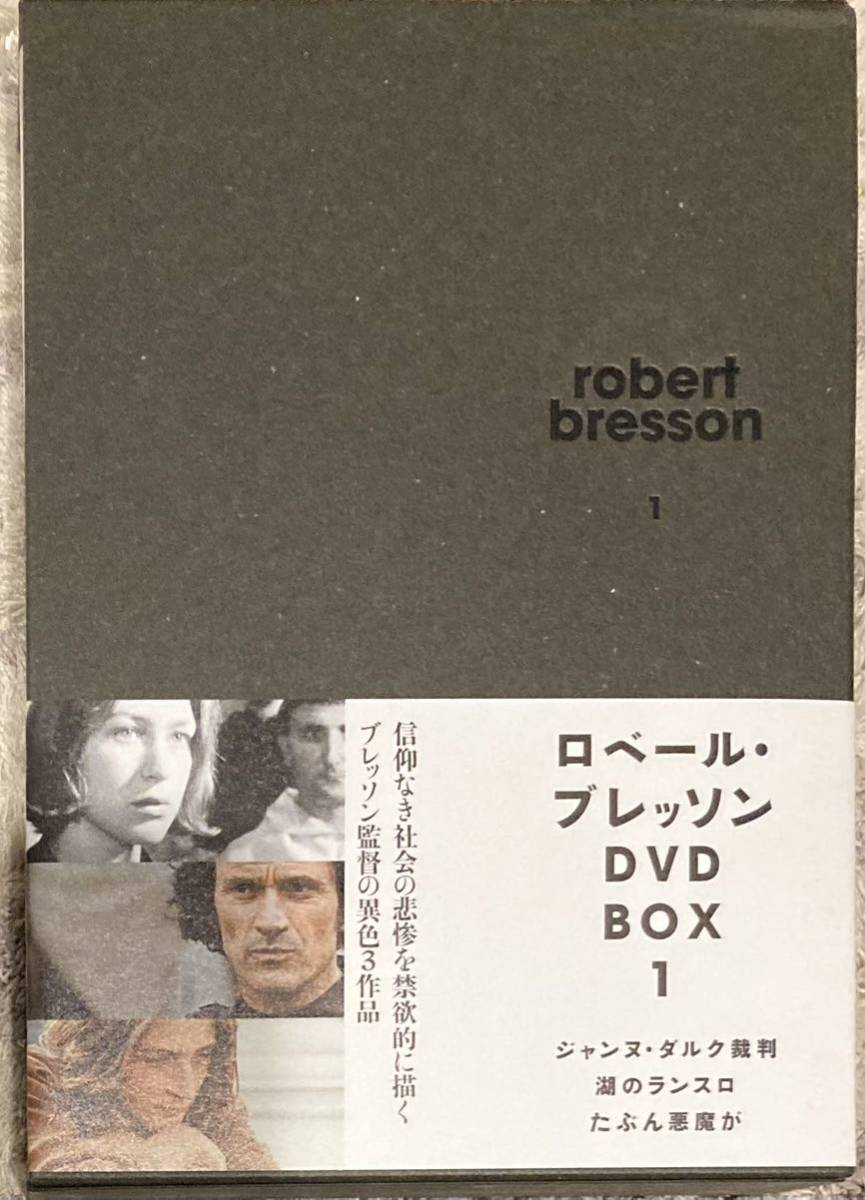 robert
bresson
1
ロベール・
ブレッソン
DVD
BOX
1
信仰なき社会の悲惨を禁欲的に描く
ブレッソン監督の異色3作品
ジャンヌ・ダルク裁判
湖のランスロ
たぶん悪魔が